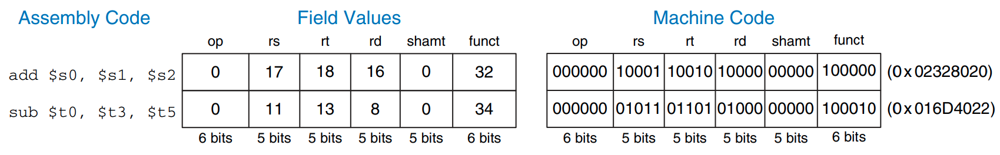 Assembly Code Field Values Machine Code
op rs rt rd shamt funct op rs rt rd shamt funct
add $s0, $s1, $s2 0 17 18 16 0 32 000000 10001 10010 10000 00000 100000 (0x02328020)
sub $t0, $t3, $t5 0 11 13 8 0 34 000000 01011 01101 01000 00000 100010 (0x016D4022)
6 bits 5 bits 5 bits 5 bits 5 bits 6 bits 6 bits 5 bits 5 bits 5 bits 5 bits 6 bits